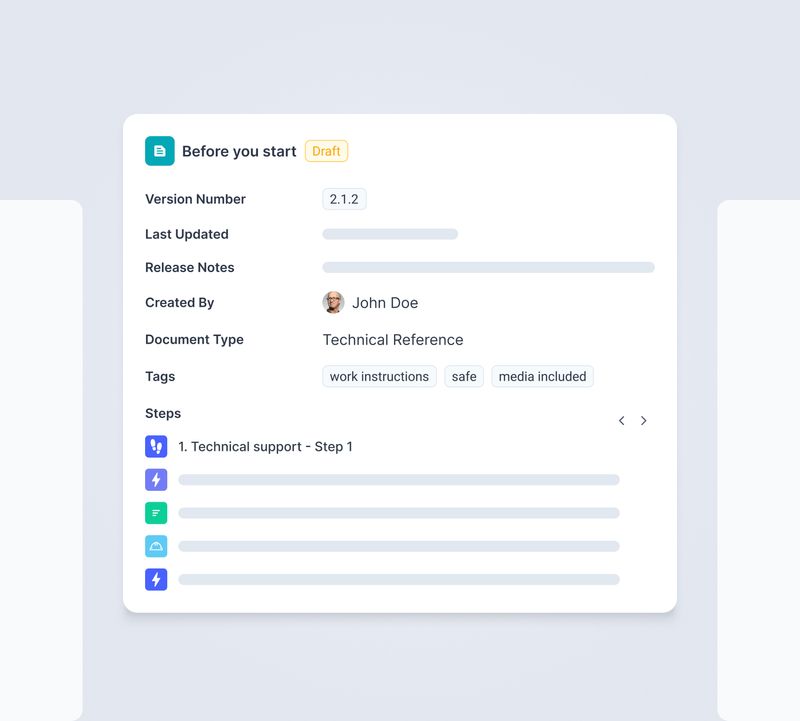 Before you start Draft
Version Number 2.1.2
Last Updated
Release Notes
Created By John Doe
Document Type Technical Reference
Tags work instructions safe media included
Steps
1. Technical support - Step 1